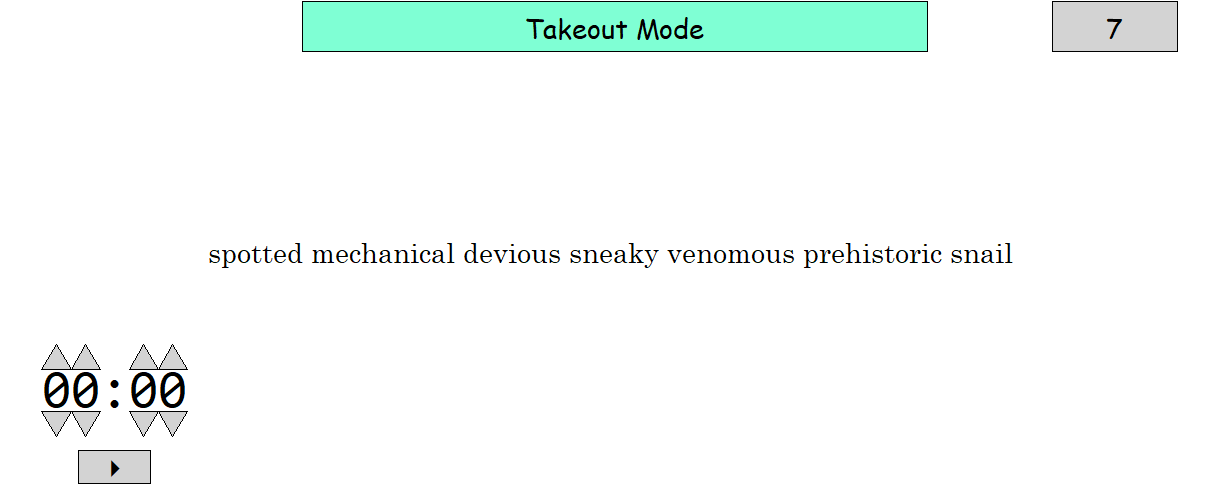 Takeout Mode
7
spotted mechanical devious sneaky venomous prehistoric snail
00:00